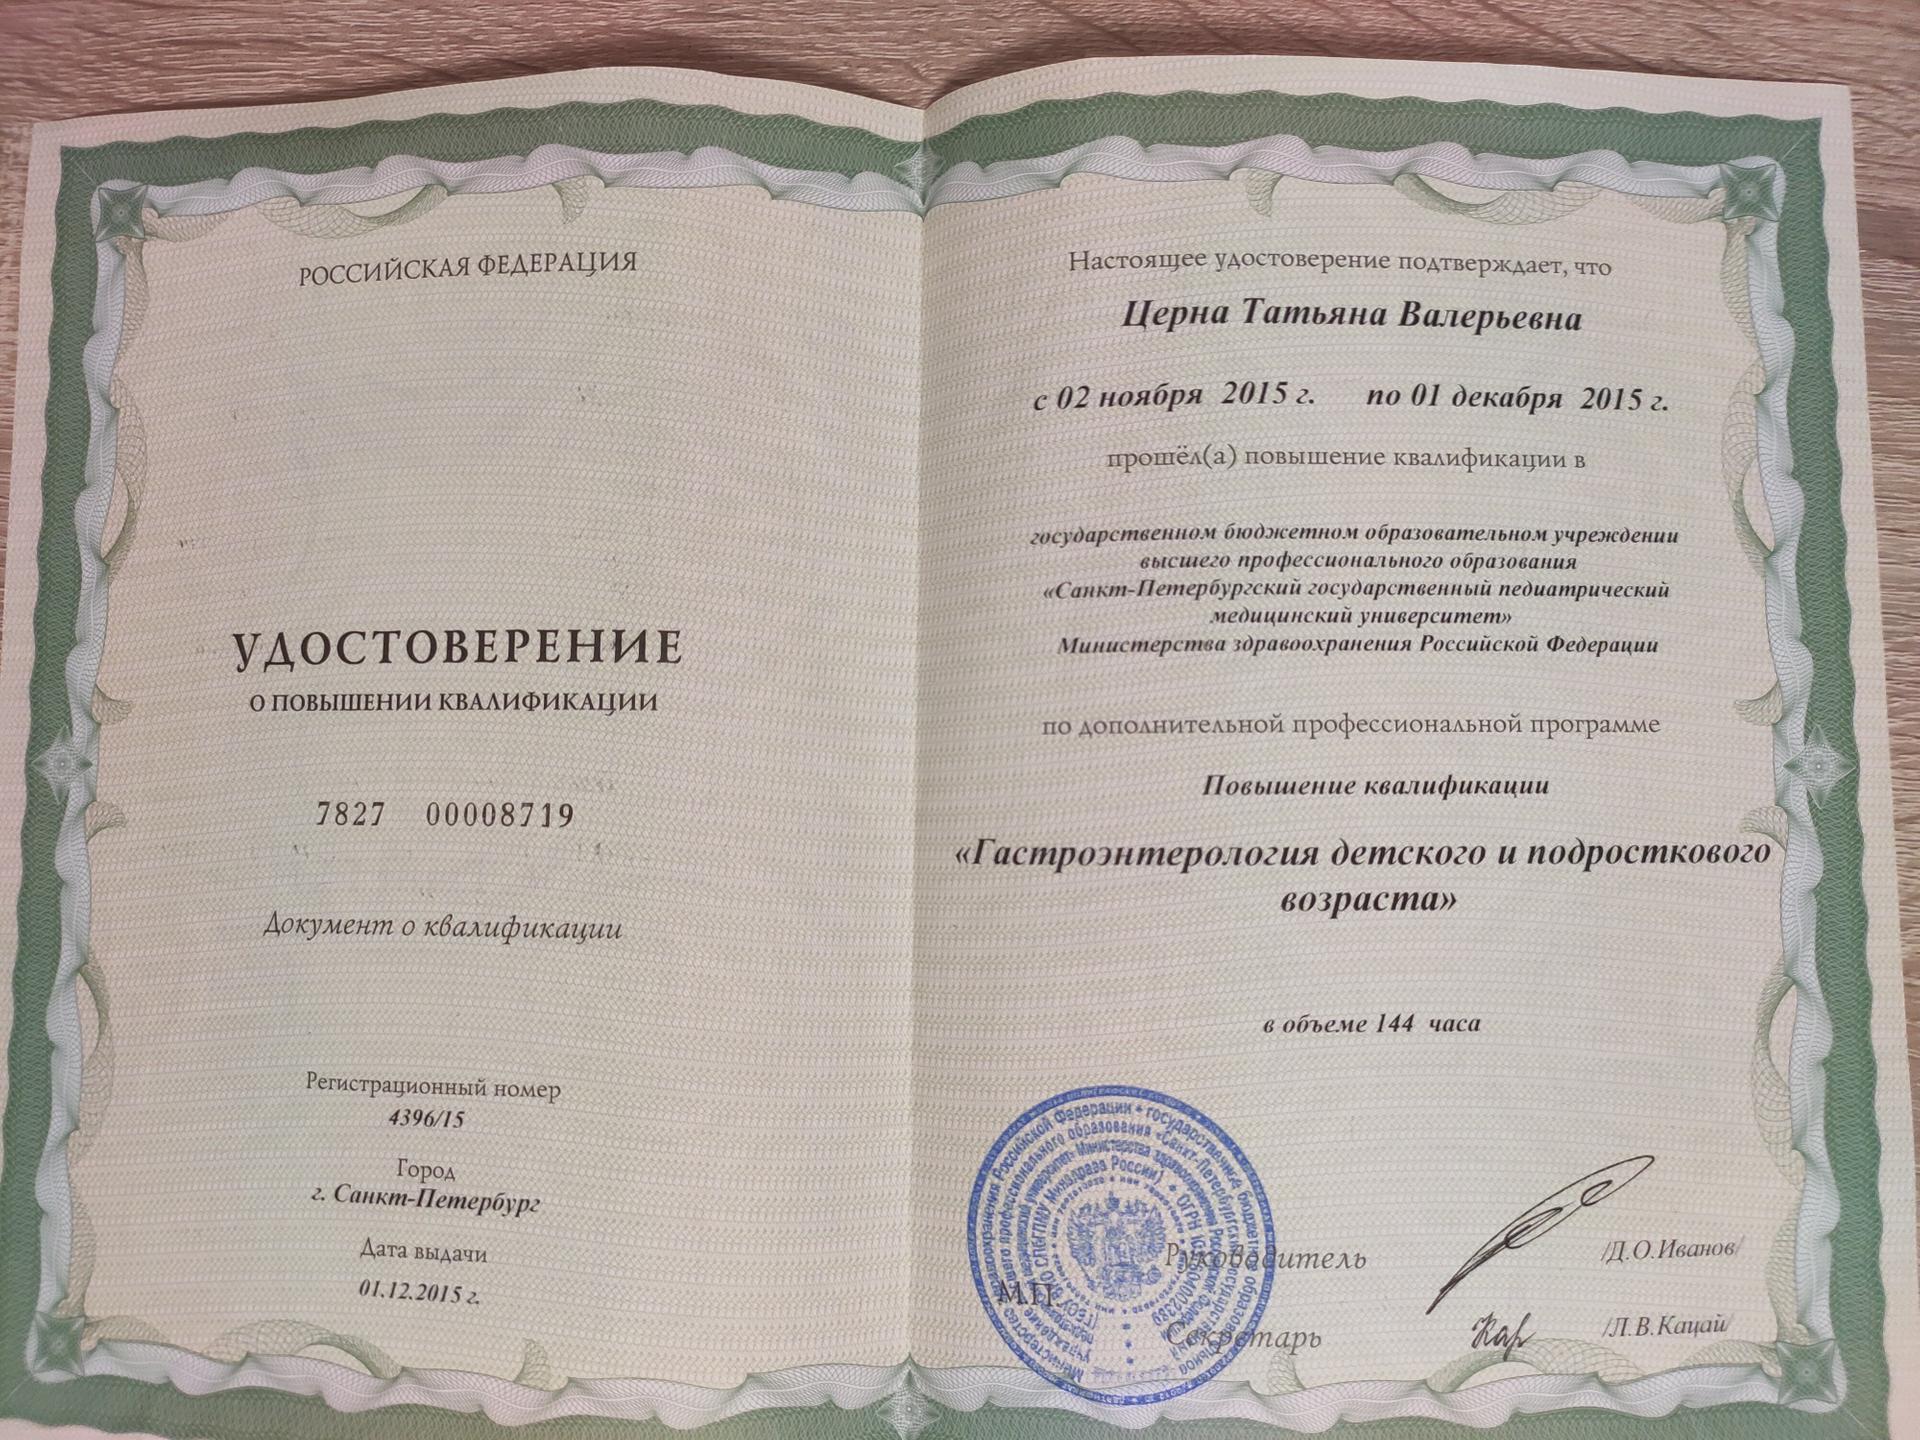 РОССИЙСКАЯ ФЕДЕРАЦИЯ
УДОСТОВЕРЕНИЕ
О ПОВЫШЕНИИ КВАЛИФИКАЦИИ
7827 00008719
Документ о квалификации
Регистрационный номер
4396/15
Город
г. Санкт-Петербург
Дата выдачи
01.12.2015 г.
Настоящее удостоверение подтверждает, что
Церна Татьяна Валерьевна
с 02 ноября 2015 г. по 01 декабря 2015 г.
прошёл(а) повышение квалификации в
государственном бюджетном образовательном учреждении
высшего профессионального образования
«Санкт-Петербургский государственный педиатрический
медицинский университет»
Министерства здравоохранения Российской Федерации
по дополнительной профессиональной программе
Повышение квалификации
«Гастроэнтерология детского и подросткового
возраста»
в объеме 144 часа
Руководитель /Д.О.Иванов/
М.П.
Секретарь /Л.В.Кацай/